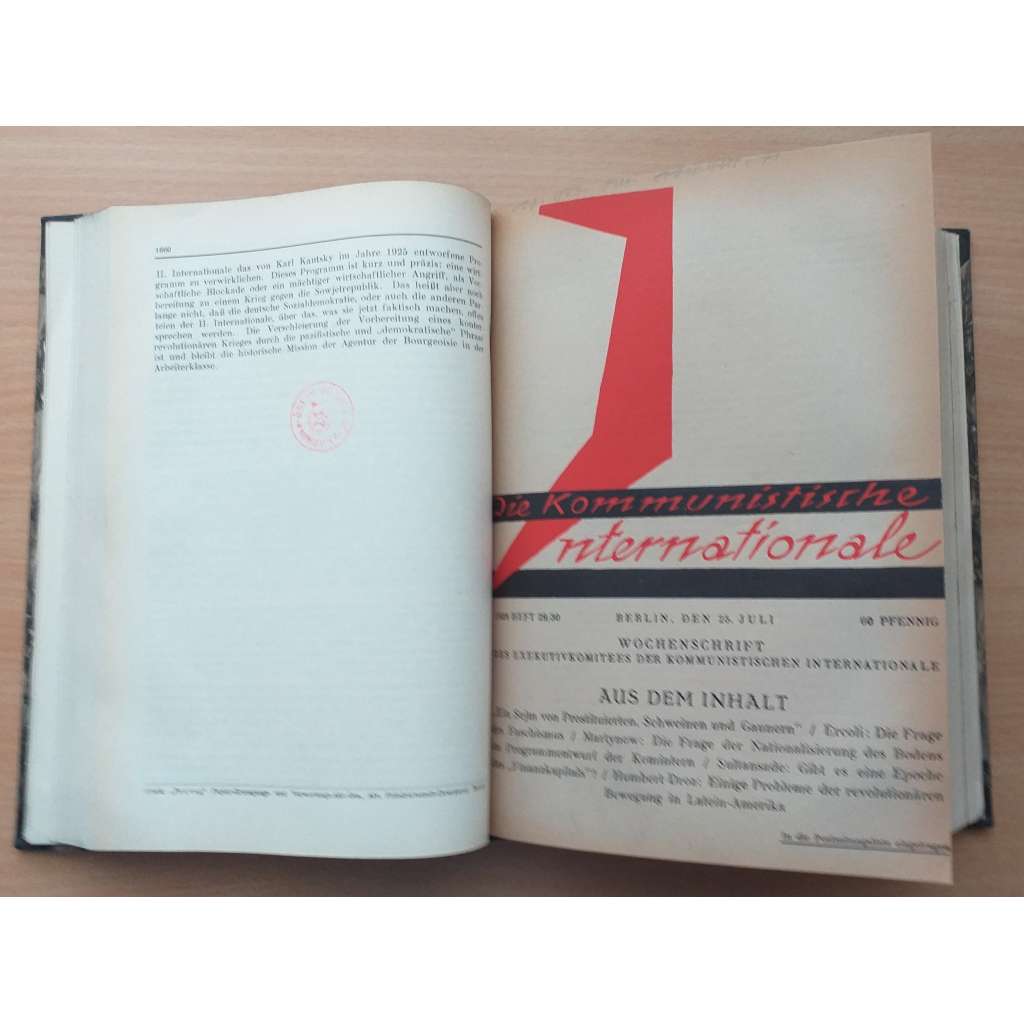 1660
II. Internationale das von Karl Kautsky im Jahre 1925 entworfene Pro-
gramm zu verwirklichen. Dieses Programm ist kurz und präzis: eine wirt-
schaftliche Blockade oder ein mächtiger wirtschaftlicher Angriff, als Vor-
bereitung zu einem Krieg gegen die Sowjetrepublik. Das heißt aber noch
lange nicht, daß die deutsche Sozialdemokratie, oder auch die anderen Par-
teien der II. Internationale, über das, was sie jetzt faktisch machen, offen
sprechen werden. Die Verschleierung der Vorbereitung eines konter-
revolutionären Krieges durch die pazifistische und „demokratische" Phrase
ist und bleibt die historische Mission der Agentur der Bourgeoisie in der
Arbeiterklasse.
Die Kommunistische
Internationale
HEFT 29/30 BERLIN, DEN 25. JULI 60 PFENNIG
WOCHENSCHRIFT
DES EXEKUTIVKOMITEES DER KOMMUNISTISCHEN INTERNATIONALE
AUS DEM INHALT
„Ein Sejm von Prostituierten, Schweinen und Gaunern" // Ercoli: Die Frage
des Faschismus // Martynow: Die Frage der Nationalisierung des Bodens
im Programmentwurf der Komintern // Sultansade: Gibt es eine Epoche
des „Finanzkapitals"? // Humbert Droz: Einige Probleme der revolutionären
Bewegung in Latein-Amerika
In die Postzeitungsliste eingetragen